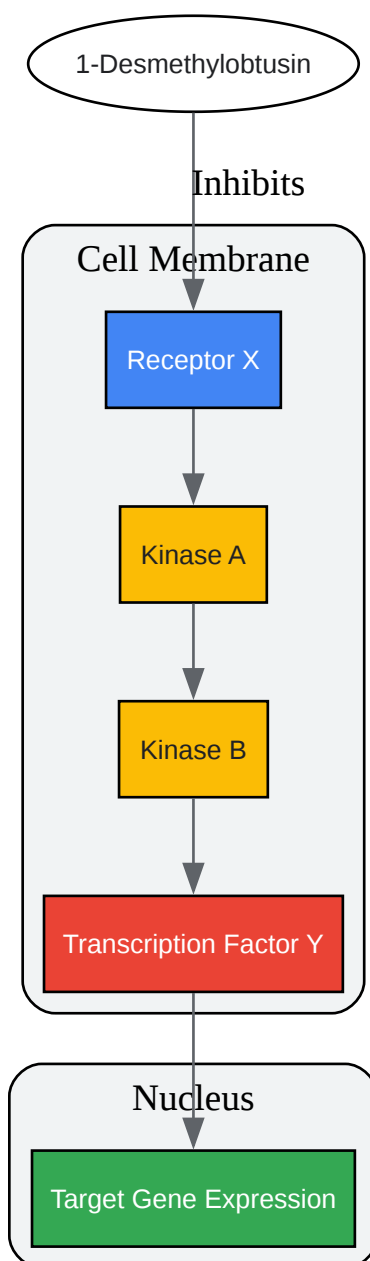 1-Desmethylobtusin
Inhibits
Cell Membrane
Receptor X
Kinase A
Kinase B
Transcription Factor Y
Nucleus
Target Gene Expression